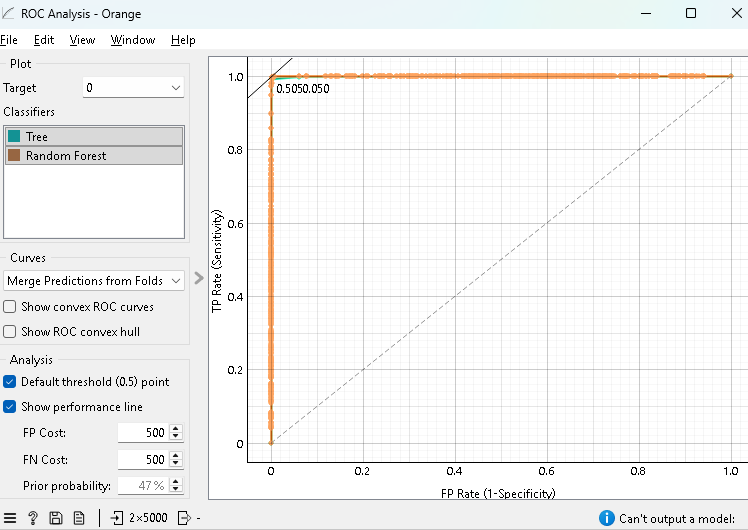 ROC Analysis - Orange
File Edit View Window Help
Plot
Target 0
Classifiers
Tree
Random Forest
Curves
Merge Predictions from Folds
Show convex ROC curves
Show ROC convex hull
Analysis
Default threshold (0.5) point
Show performance line
FP Cost: 500
FN Cost: 500
Prior probability: 47 %
TP Rate (Sensitivity)
1.0
0.8
0.6
0.4
0.2
0
0.5050.050
0 0.2 0.4 0.6 0.8 1.0
FP Rate (1-Specificity)
2×5000 -
Can't output a model: